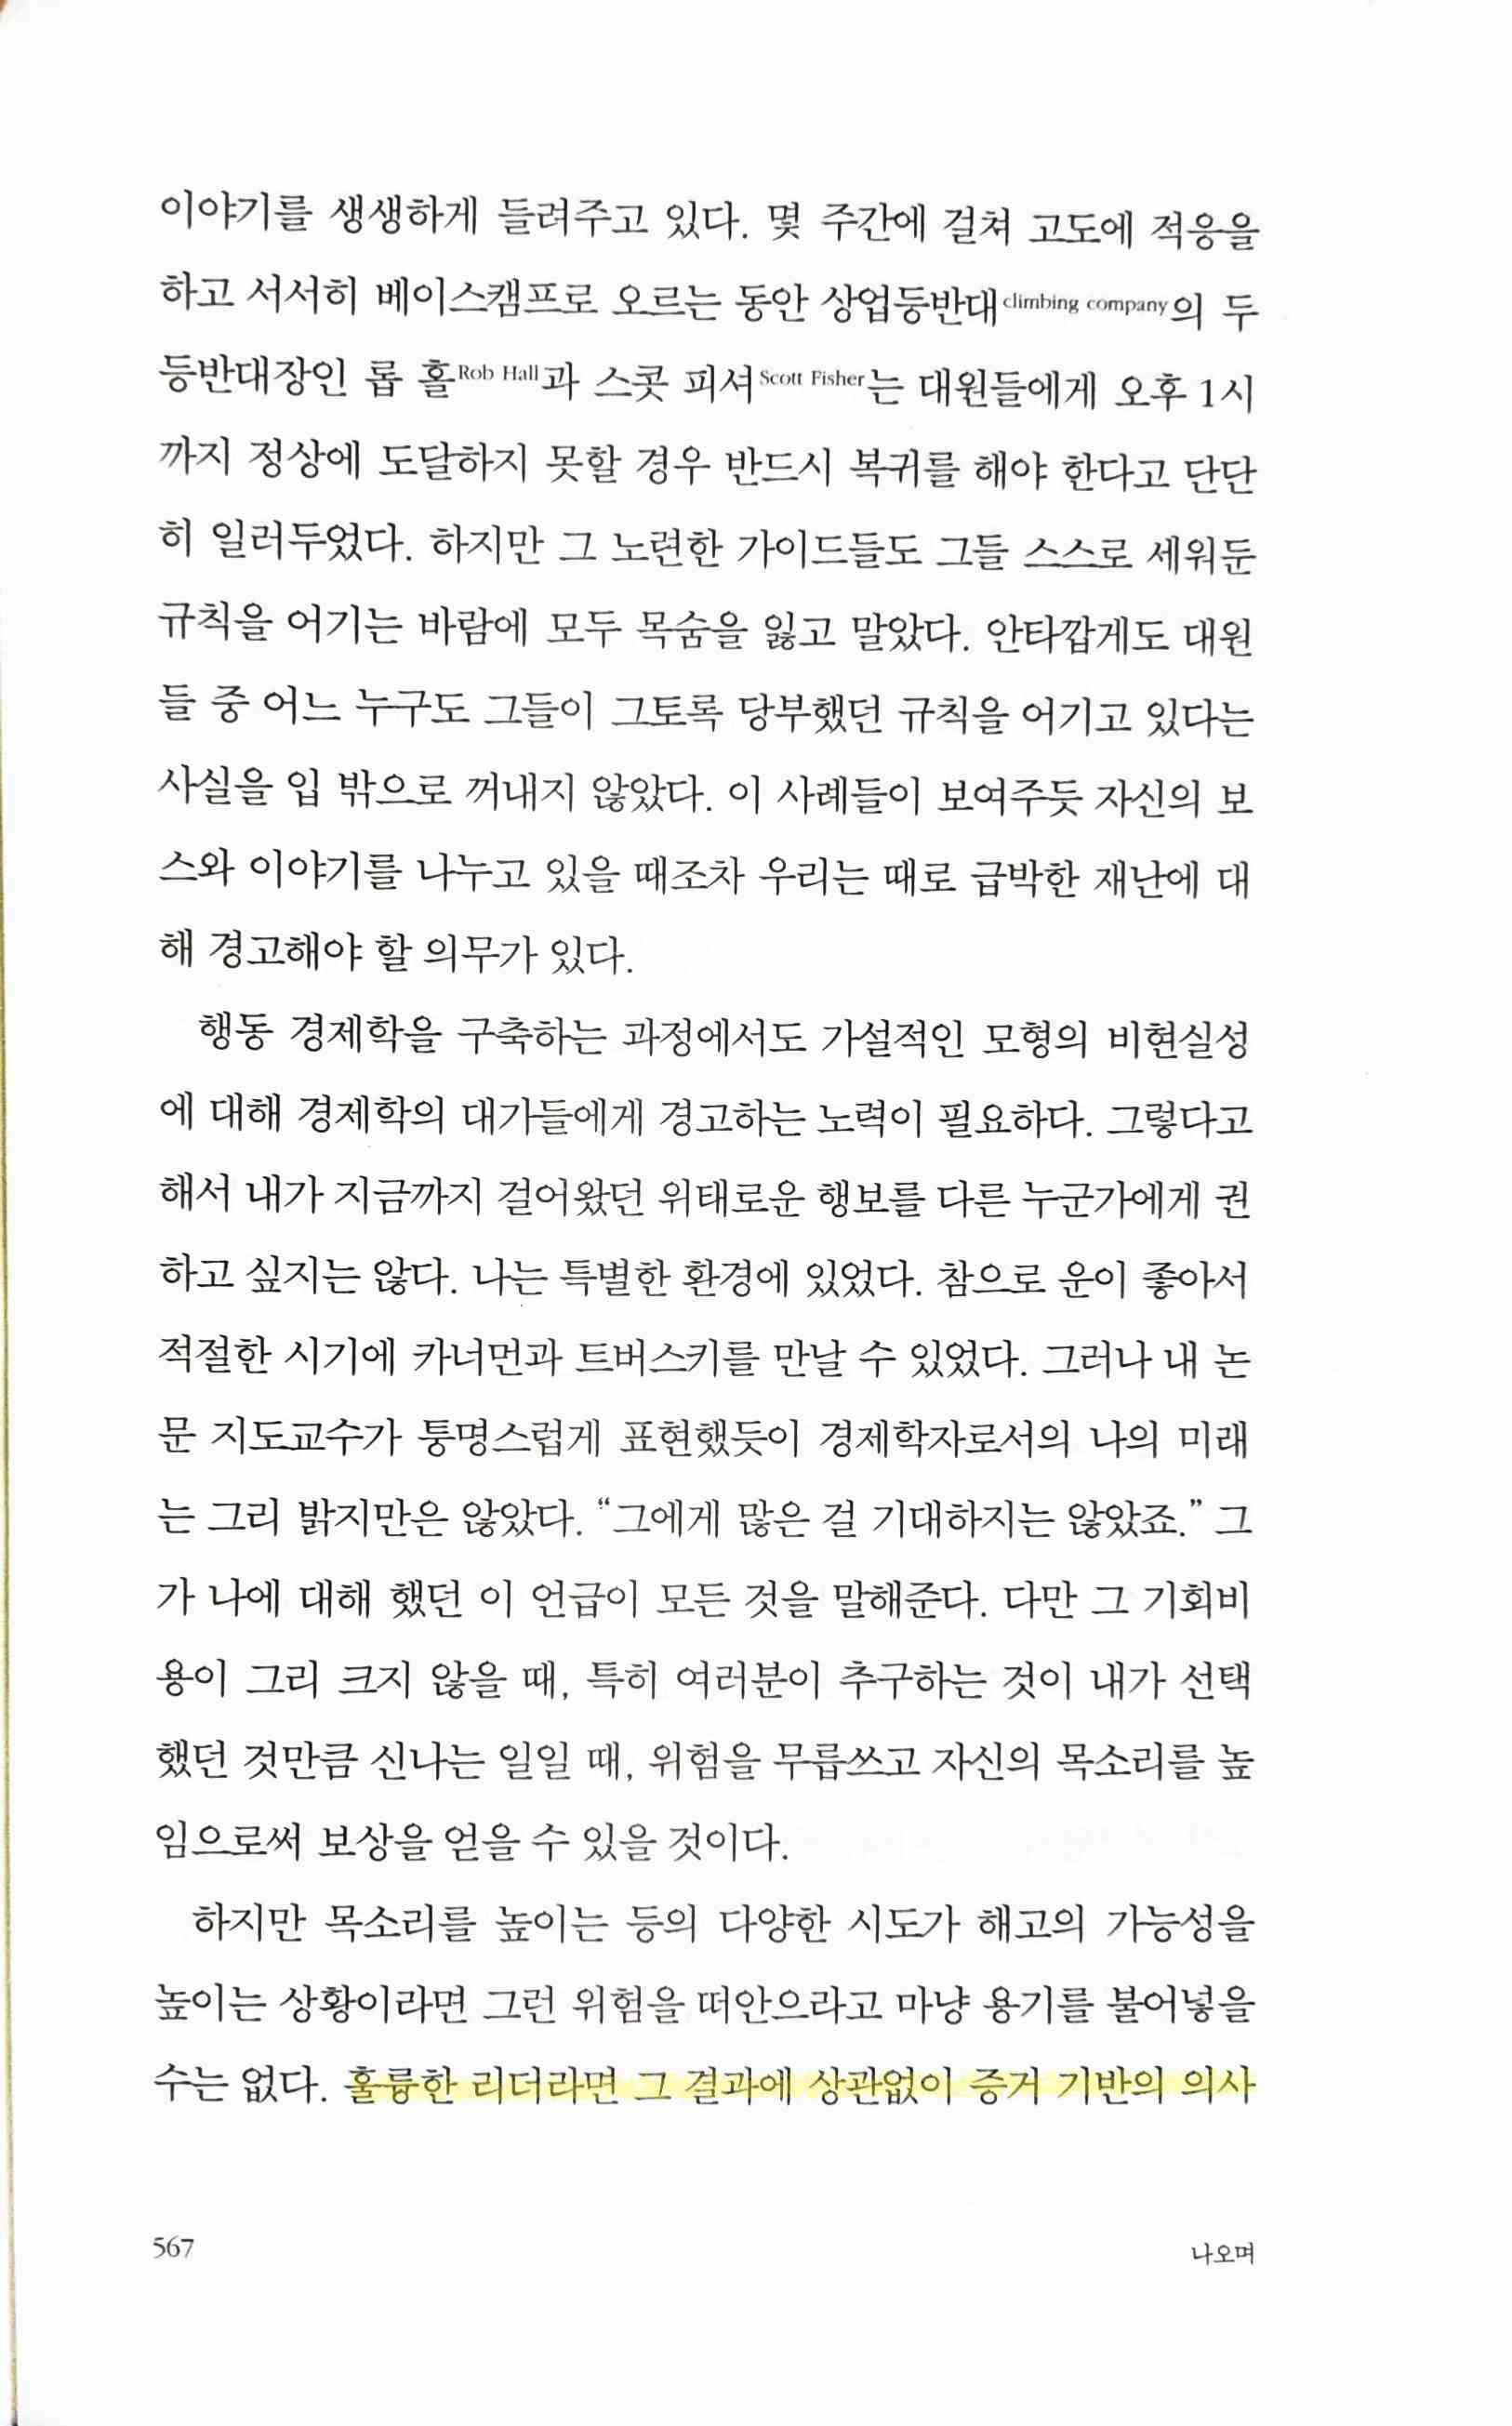 이야기를 생생하게 들려주고 있다. 몇 주간에 걸쳐 고도에 적응을
하고 서서히 베이스캠프로 오르는 동안 상업등반대climbing company의 두
등반대장인 롭 홀Rob Hall과 스콧 피셔Scott Fisher는 대원들에게 오후 1시
까지 정상에 도달하지 못할 경우 반드시 복귀를 해야 한다고 단단
히 일러두었다. 하지만 그 노련한 가이드들도 그들 스스로 세워둔
규칙을 어기는 바람에 모두 목숨을 잃고 말았다. 안타깝게도 대원
들 중 어느 누구도 그들이 그토록 당부했던 규칙을 어기고 있다는
사실을 입 밖으로 꺼내지 않았다. 이 사례들이 보여주듯 자신의 보
스와 이야기를 나누고 있을 때조차 우리는 때로 급박한 재난에 대
해 경고해야 할 의무가 있다.
행동 경제학을 구축하는 과정에서도 가설적인 모형의 비현실성
에 대해 경제학의 대가들에게 경고하는 노력이 필요하다. 그렇다고
해서 내가 지금까지 걸어왔던 위태로운 행보를 다른 누군가에게 권
하고 싶지는 않다. 나는 특별한 환경에 있었다. 참으로 운이 좋아서
적절한 시기에 카너먼과 트버스키를 만날 수 있었다. 그러나 내 논
문 지도교수가 퉁명스럽게 표현했듯이 경제학자로서의 나의 미래
는 그리 밝지만은 않았다. “그에게 많은 걸 기대하지는 않았죠.” 그
가 나에 대해 했던 이 언급이 모든 것을 말해준다. 다만 그 기회비
용이 그리 크지 않을 때, 특히 여러분이 추구하는 것이 내가 선택
했던 것만큼 신나는 일일 때, 위험을 무릅쓰고 자신의 목소리를 높
임으로써 보상을 얻을 수 있을 것이다.
하지만 목소리를 높이는 등의 다양한 시도가 해고의 가능성을
높이는 상황이라면 그런 위험을 떠안으라고 마냥 용기를 불어넣을
수는 없다. 훌륭한 리더라면 그 결과에 상관없이 증거 기반의 의사
567
나오며